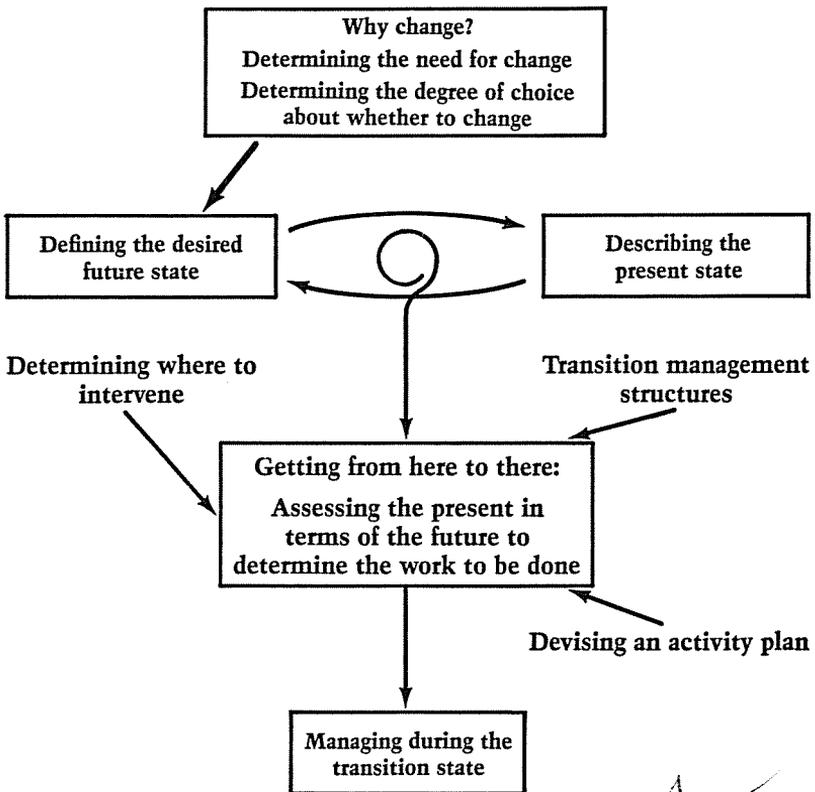 Why change?
Determining the need for change
Determining the degree of choice
about whether to change
Defining the desired
future state
Describing the
present state
Determining where to
intervene
Transition management
structures
Getting from here to there:
Assessing the present in
terms of the future to
determine the work to be done
Devising an activity plan
Managing during the
transition state